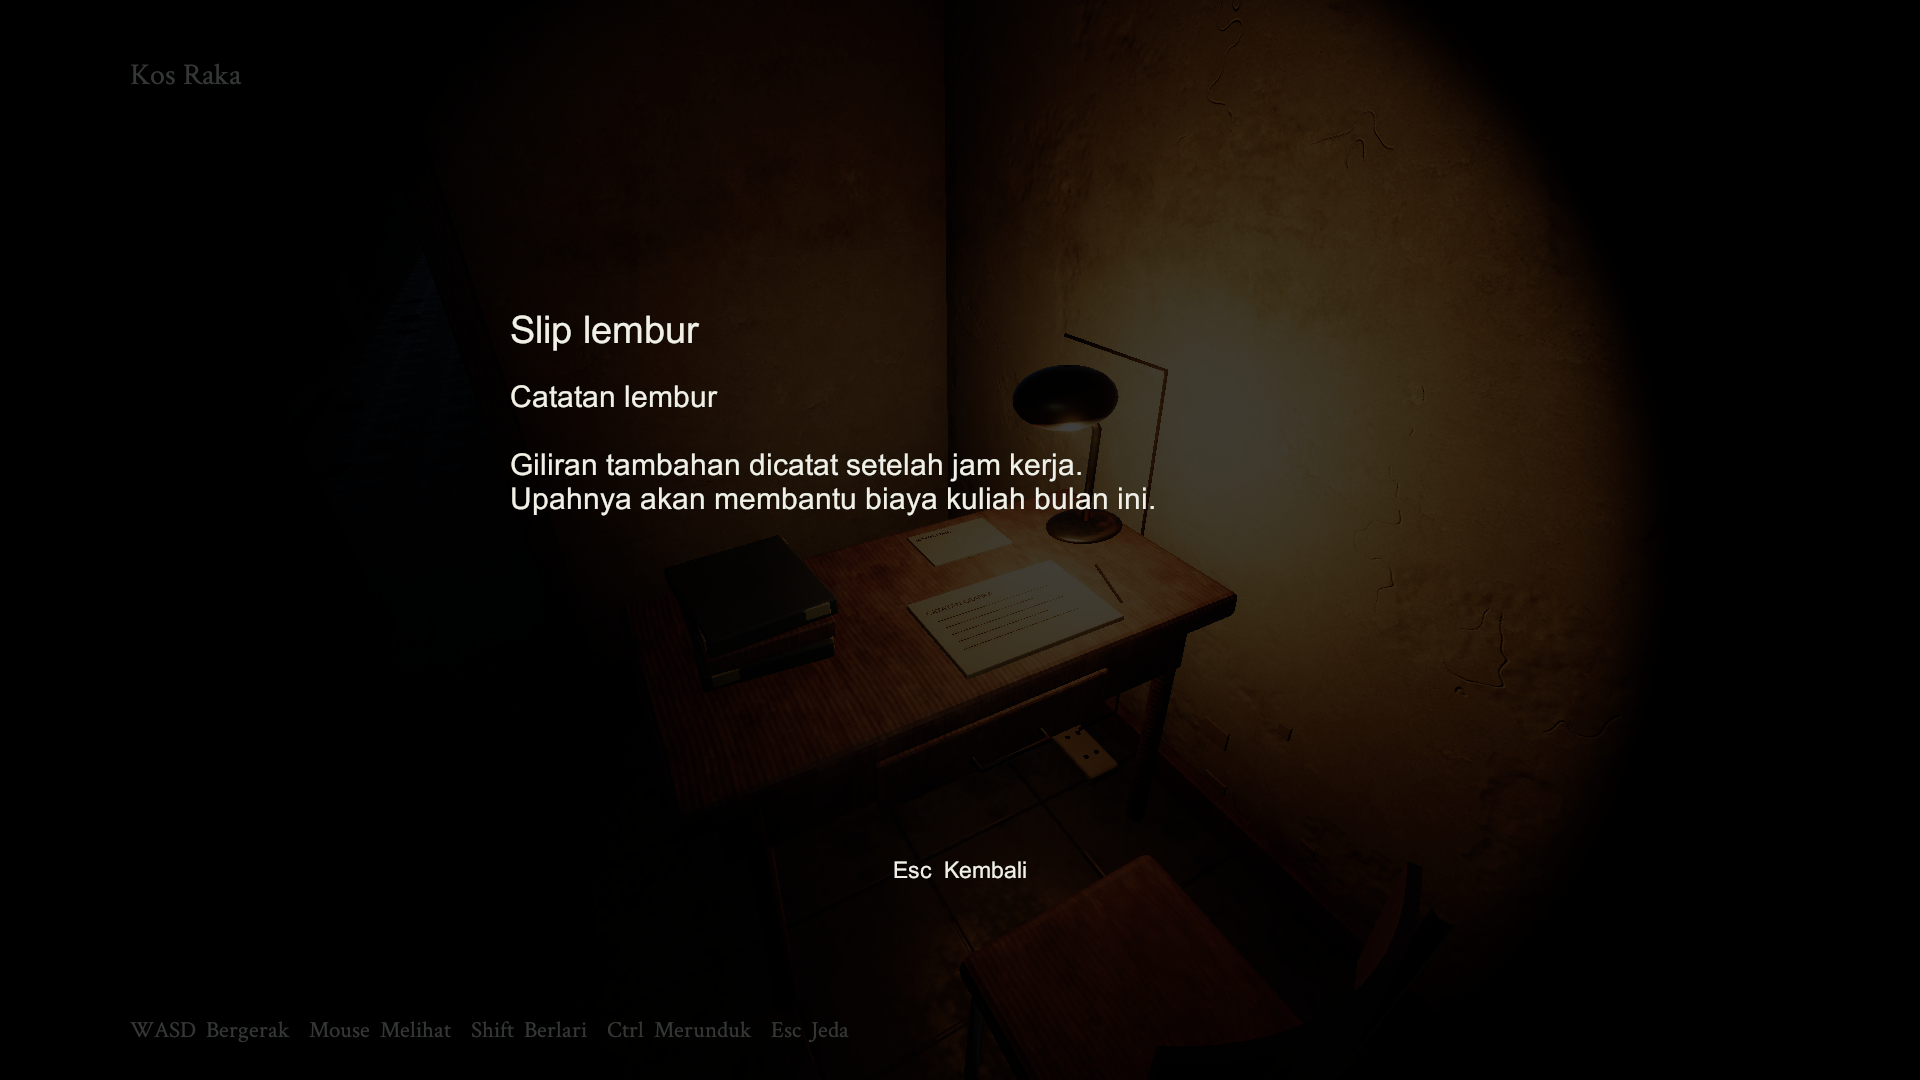 Kos Raka
Slip lembur
Catatan lembur
Giliran tambahan dicatat setelah jam kerja.
Upahnya akan membantu biaya kuliah bulan ini.
Esc Kembali
WASD Bergerak Mouse Melihat Shift Berlari Ctrl Merunduk Esc Jeda